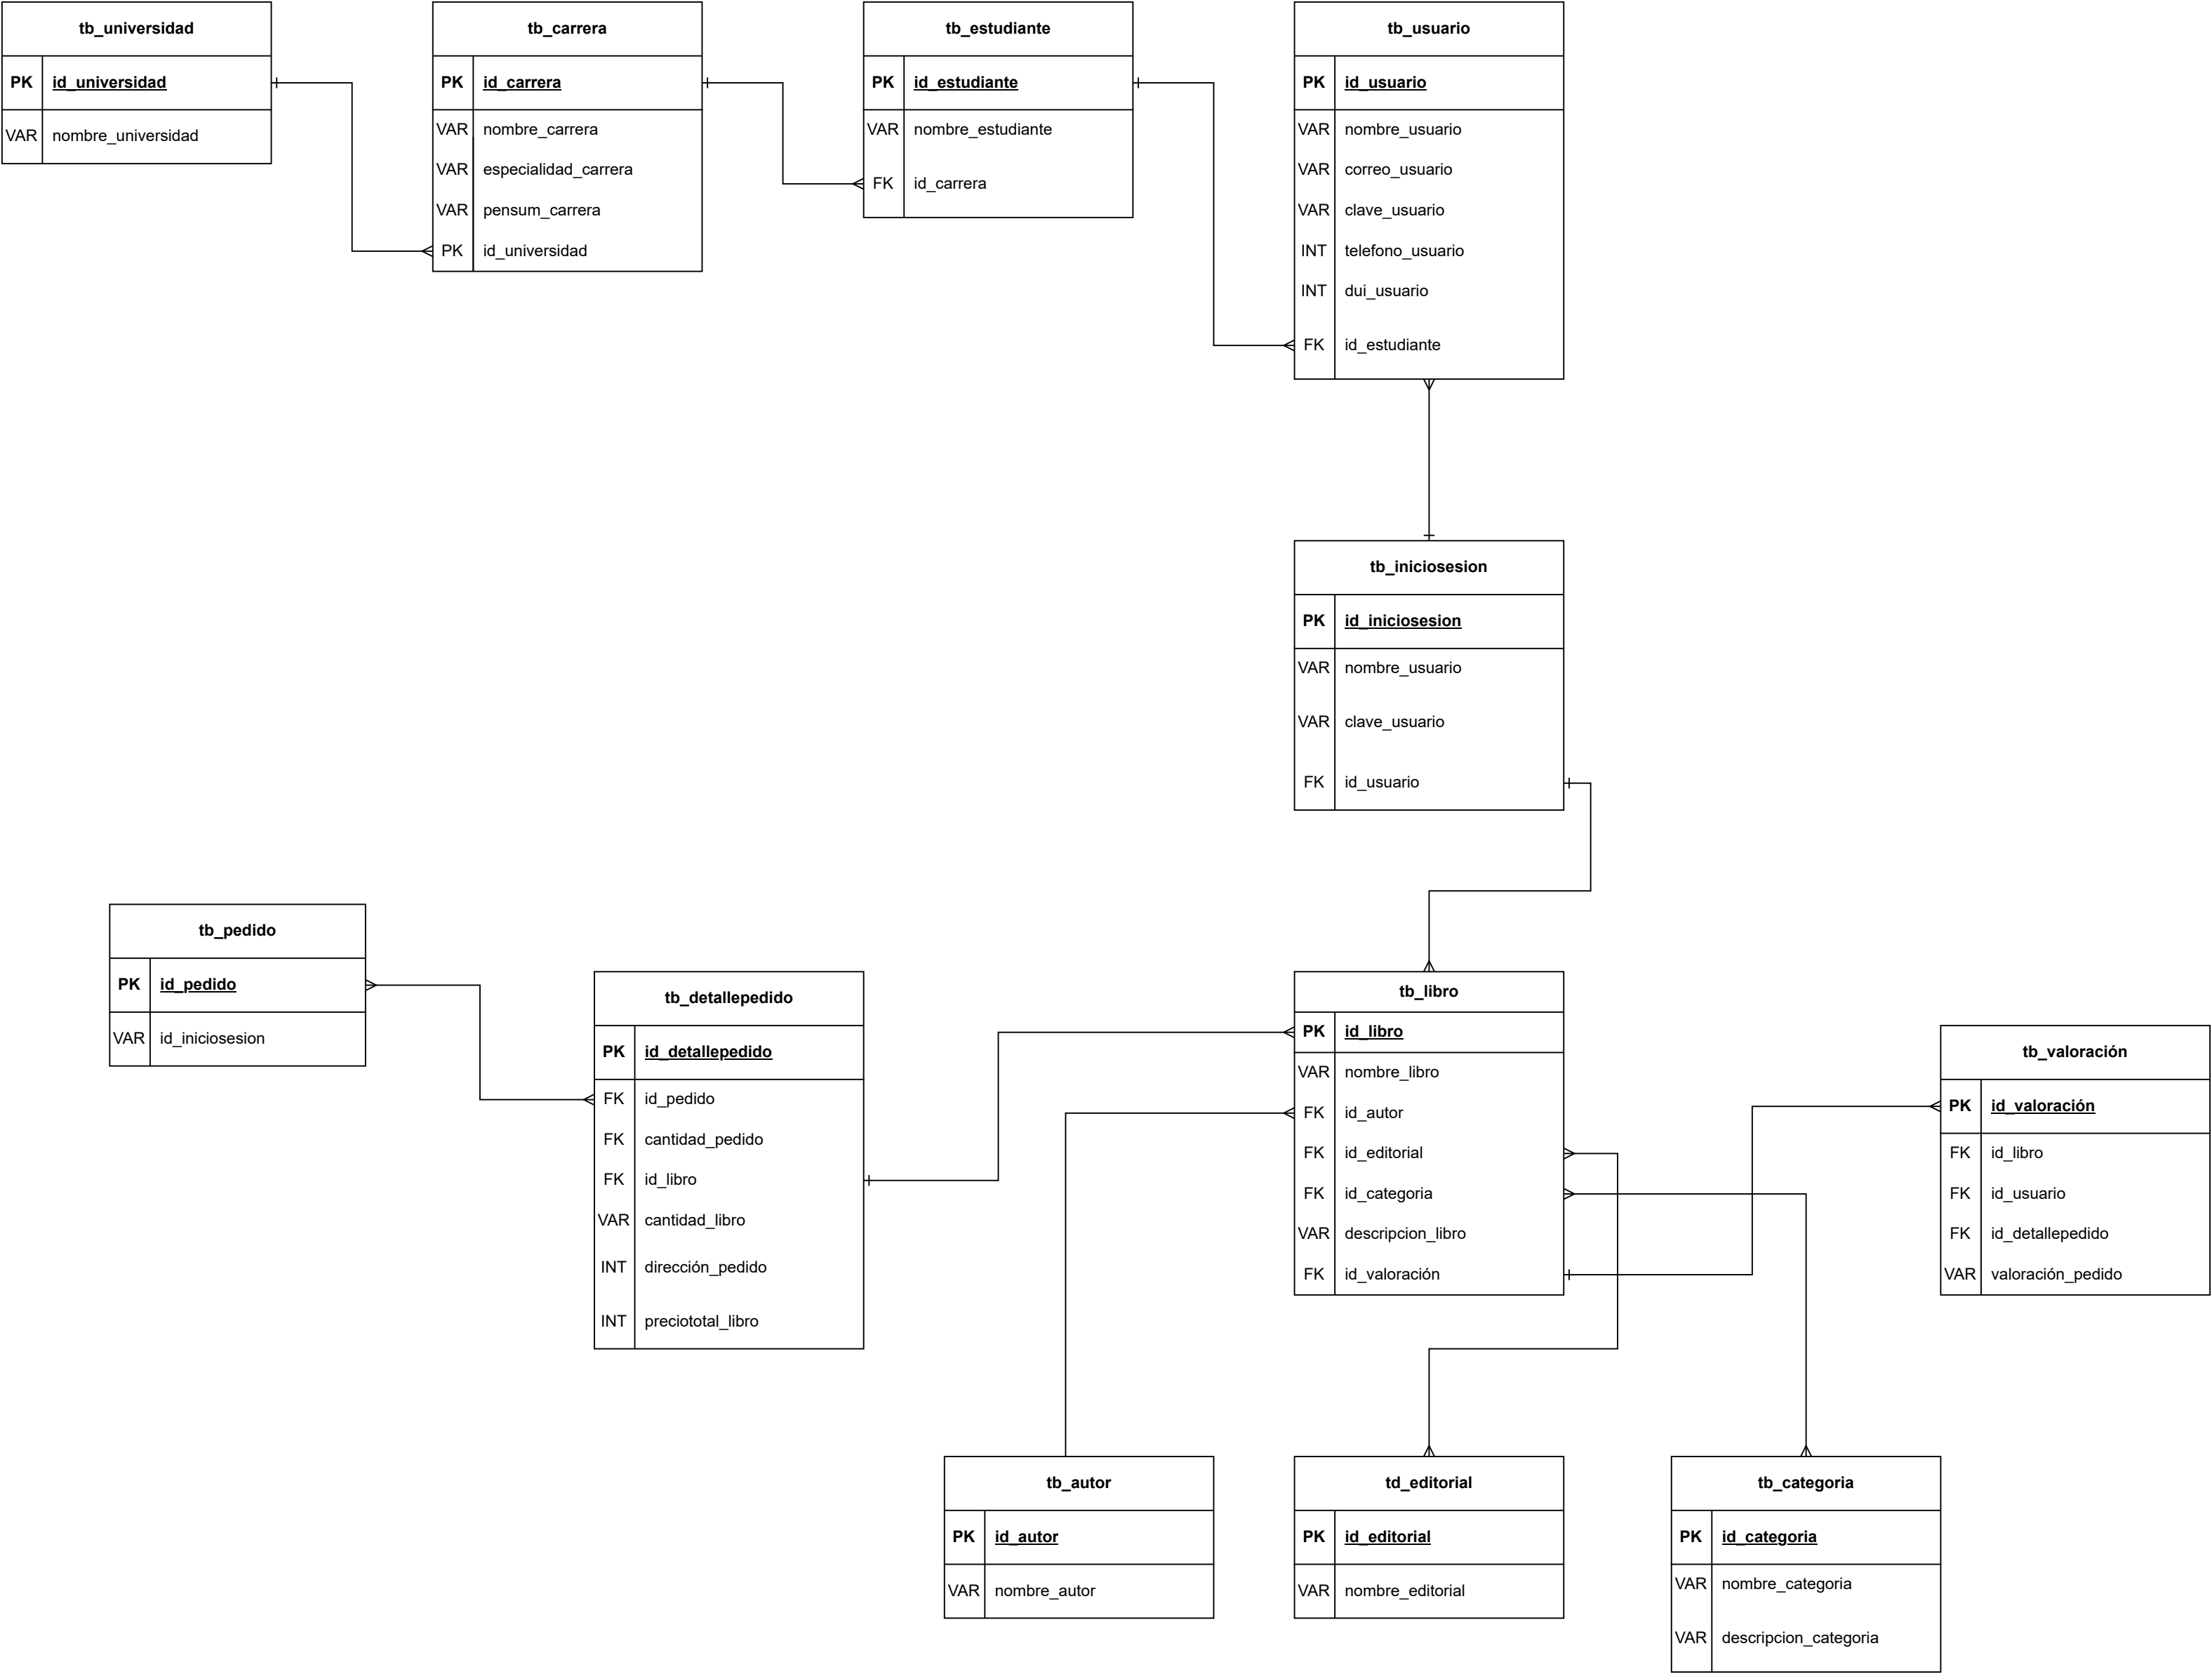 tb_universidad
PK id_universidad
VAR nombre_universidad
tb_carrera
PK id_carrera
VAR nombre_carrera
VAR especialidad_carrera
VAR pensum_carrera
PK id_universidad
tb_estudiante
PK id_estudiante
VAR nombre_estudiante
FK id_carrera
tb_usuario
PK id_usuario
VAR nombre_usuario
VAR correo_usuario
VAR clave_usuario
INT telefono_usuario
INT dui_usuario
FK id_estudiante
tb_iniciosesion
PK id_iniciosesion
VAR nombre_usuario
VAR clave_usuario
FK id_usuario
tb_pedido
PK id_pedido
VAR id_iniciosesion
tb_detallepedido
PK id_detallepedido
FK id_pedido
FK cantidad_pedido
FK id_libro
VAR cantidad_libro
INT dirección_pedido
INT preciototal_libro
tb_libro
PK id_libro
VAR nombre_libro
FK id_autor
FK id_editorial
FK id_categoria
VAR descripcion_libro
FK id_valoración
tb_valoración
PK id_valoración
FK id_libro
FK id_usuario
FK id_detallepedido
VAR valoración_pedido
tb_autor
PK id_autor
VAR nombre_autor
td_editorial
PK id_editorial
VAR nombre_editorial
tb_categoria
PK id_categoria
VAR nombre_categoria
VAR descripcion_categoria